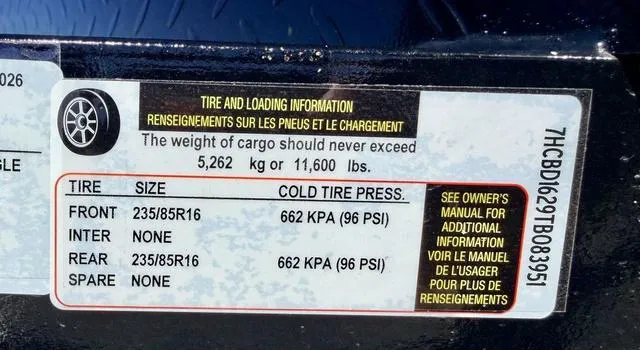 026
GLE
TIRE AND LOADING INFORMATION
RENSEIGNEMENTS SUR LES PNEUS ET LE CHARGEMENT
The weight of cargo should never exceed
5,262 kg or 11,600 lbs.
TIRE SIZE COLD TIRE PRESS.
FRONT 235/85R16 662 KPA (96 PSI)
INTER NONE
REAR 235/85R16 662 KPA (96 PSI)
SPARE NONE
SEE OWNER'S
MANUAL FOR
ADDITIONAL
INFORMATION
VOIR LE MANUEL
DE L'USAGER
POUR PLUS DE
RENSEIGNEMENTS
7HCBD1629TB083951